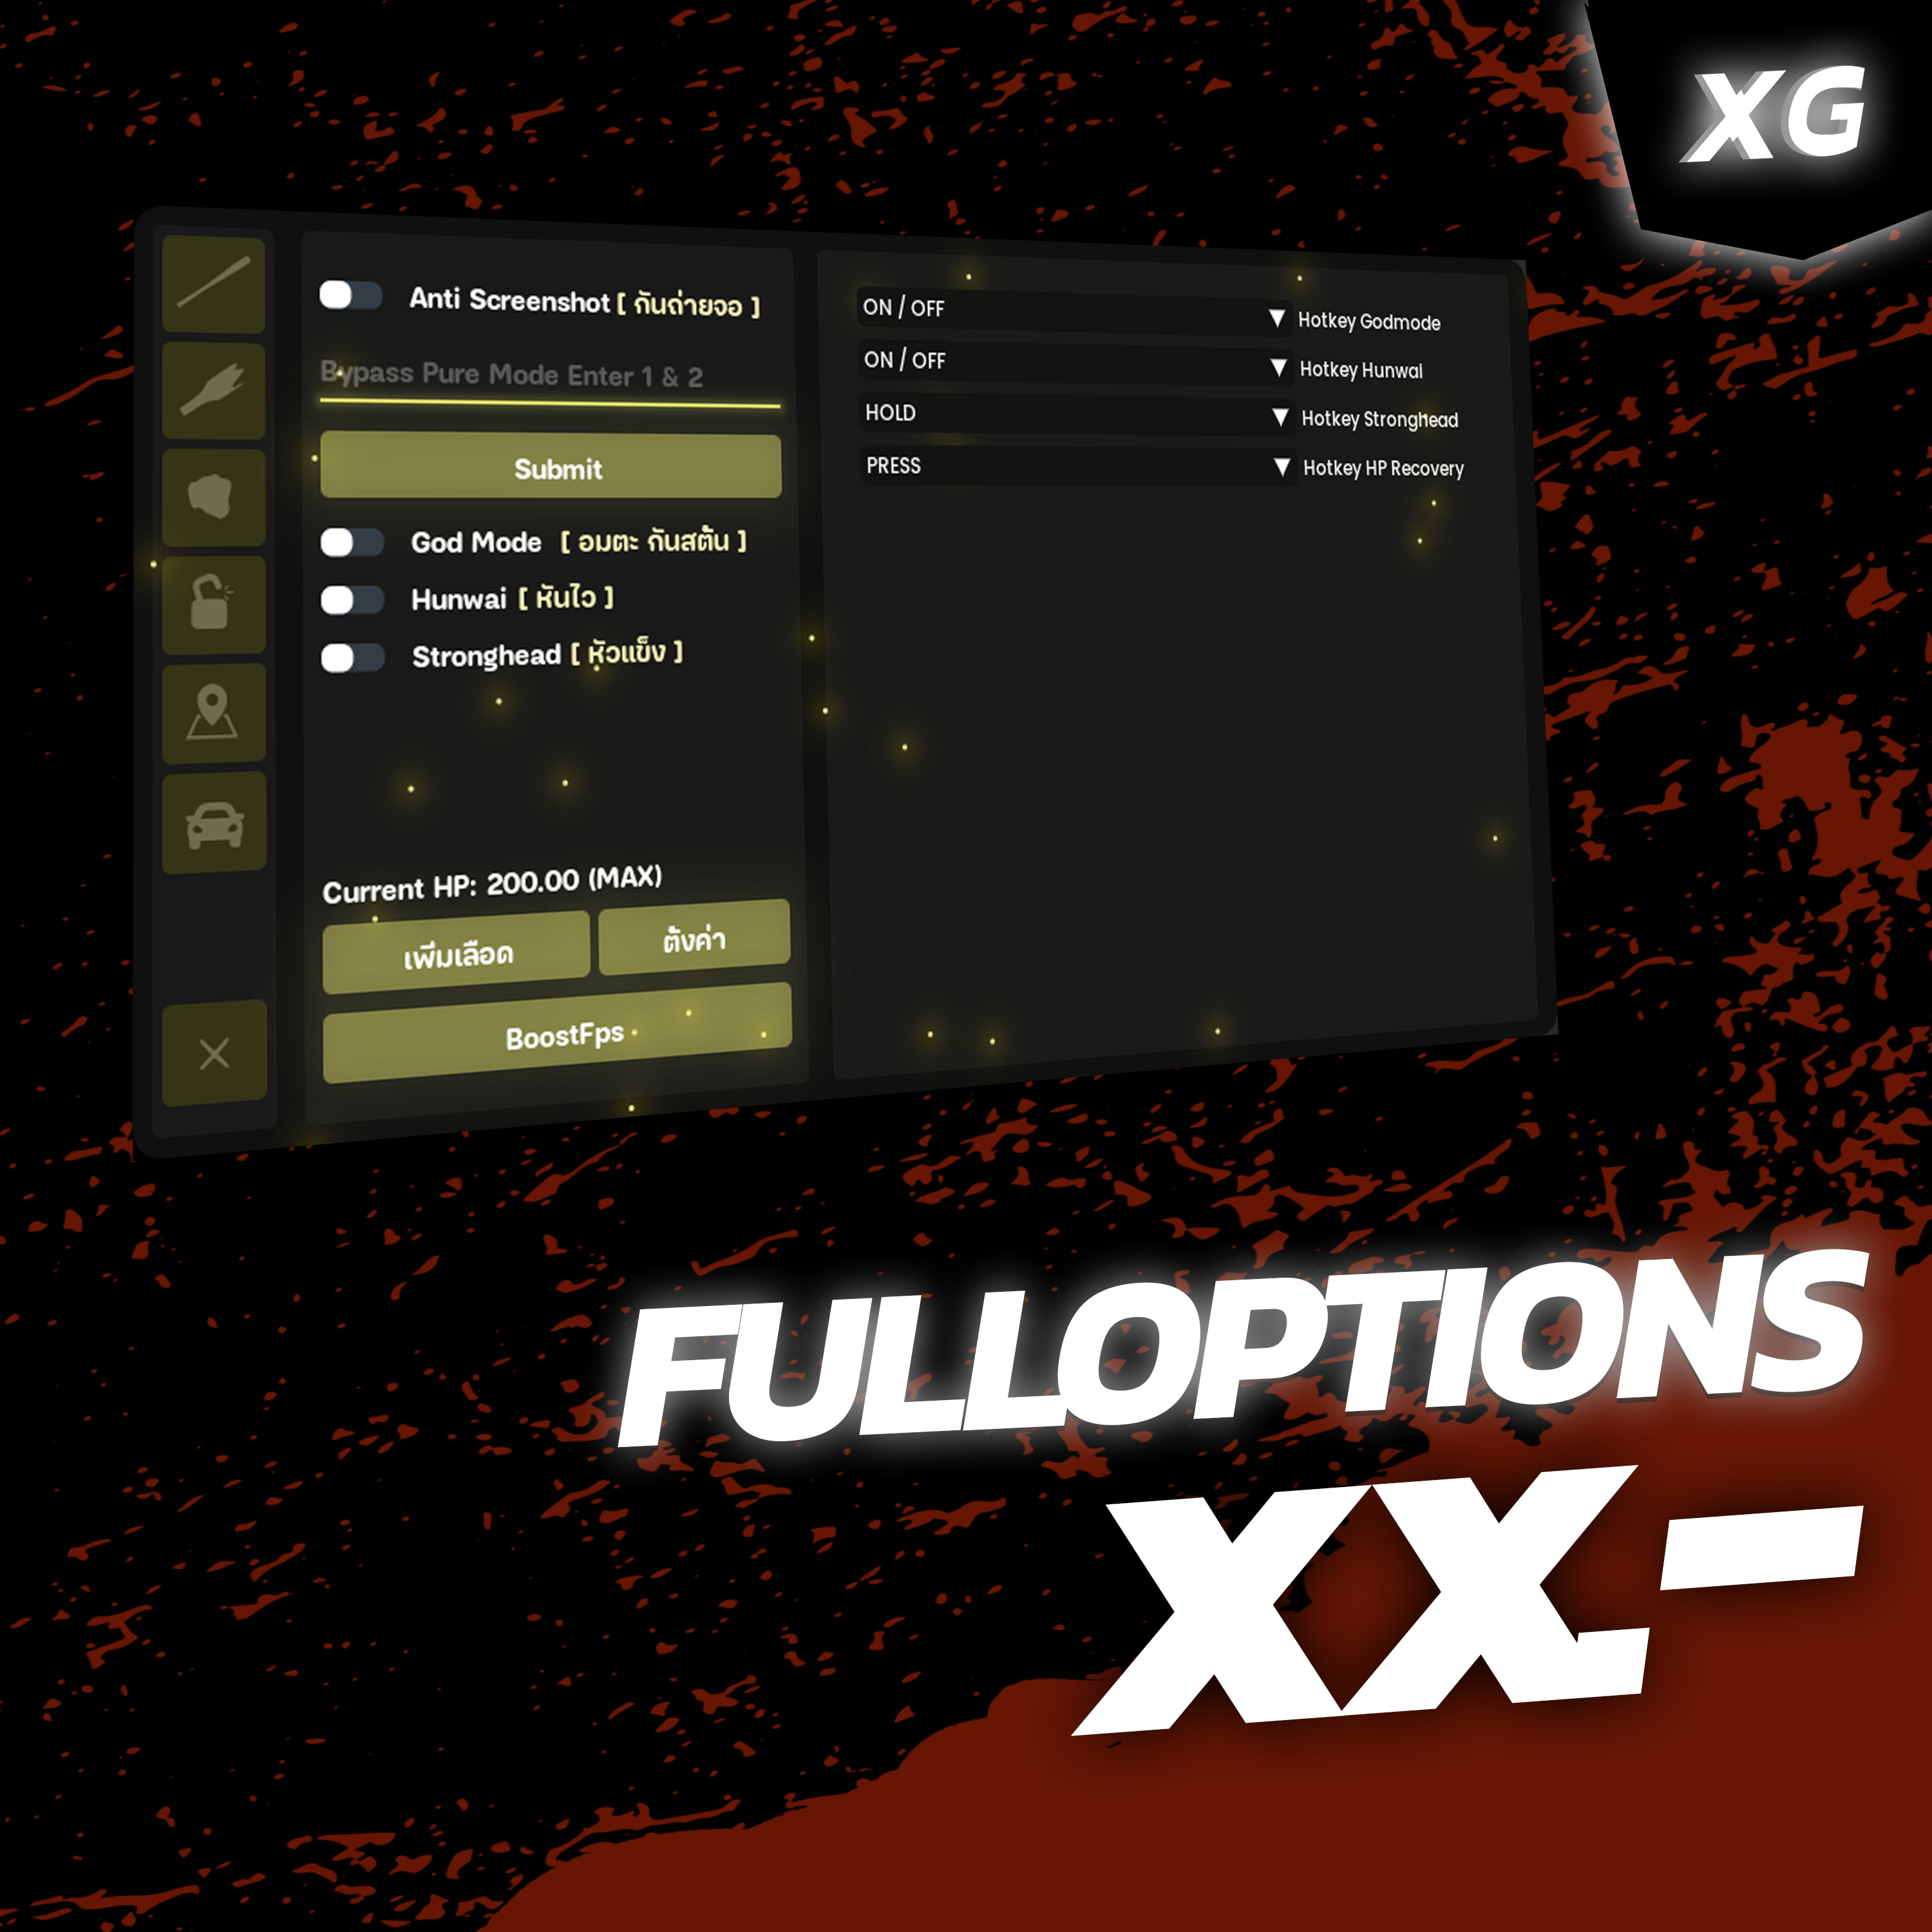 XG
Anti Screenshot [ กันถ่ายจอ ]
Bypass Pure Mode Enter 1 & 2
Submit
God Mode [ อมตะ กันสตั้น ]
Hunwai [ หันไว ]
Stronghead [ หัวแข็ง ]
Current HP: 200.00 (MAX)
เพิ่มเลือด
ตั้งค่า
BoostFps
ON / OFF Hotkey Godmode
ON / OFF Hotkey Hunwai
HOLD Hotkey Stronghead
PRESS Hotkey HP Recovery
FULLOPTIONS
XX.-